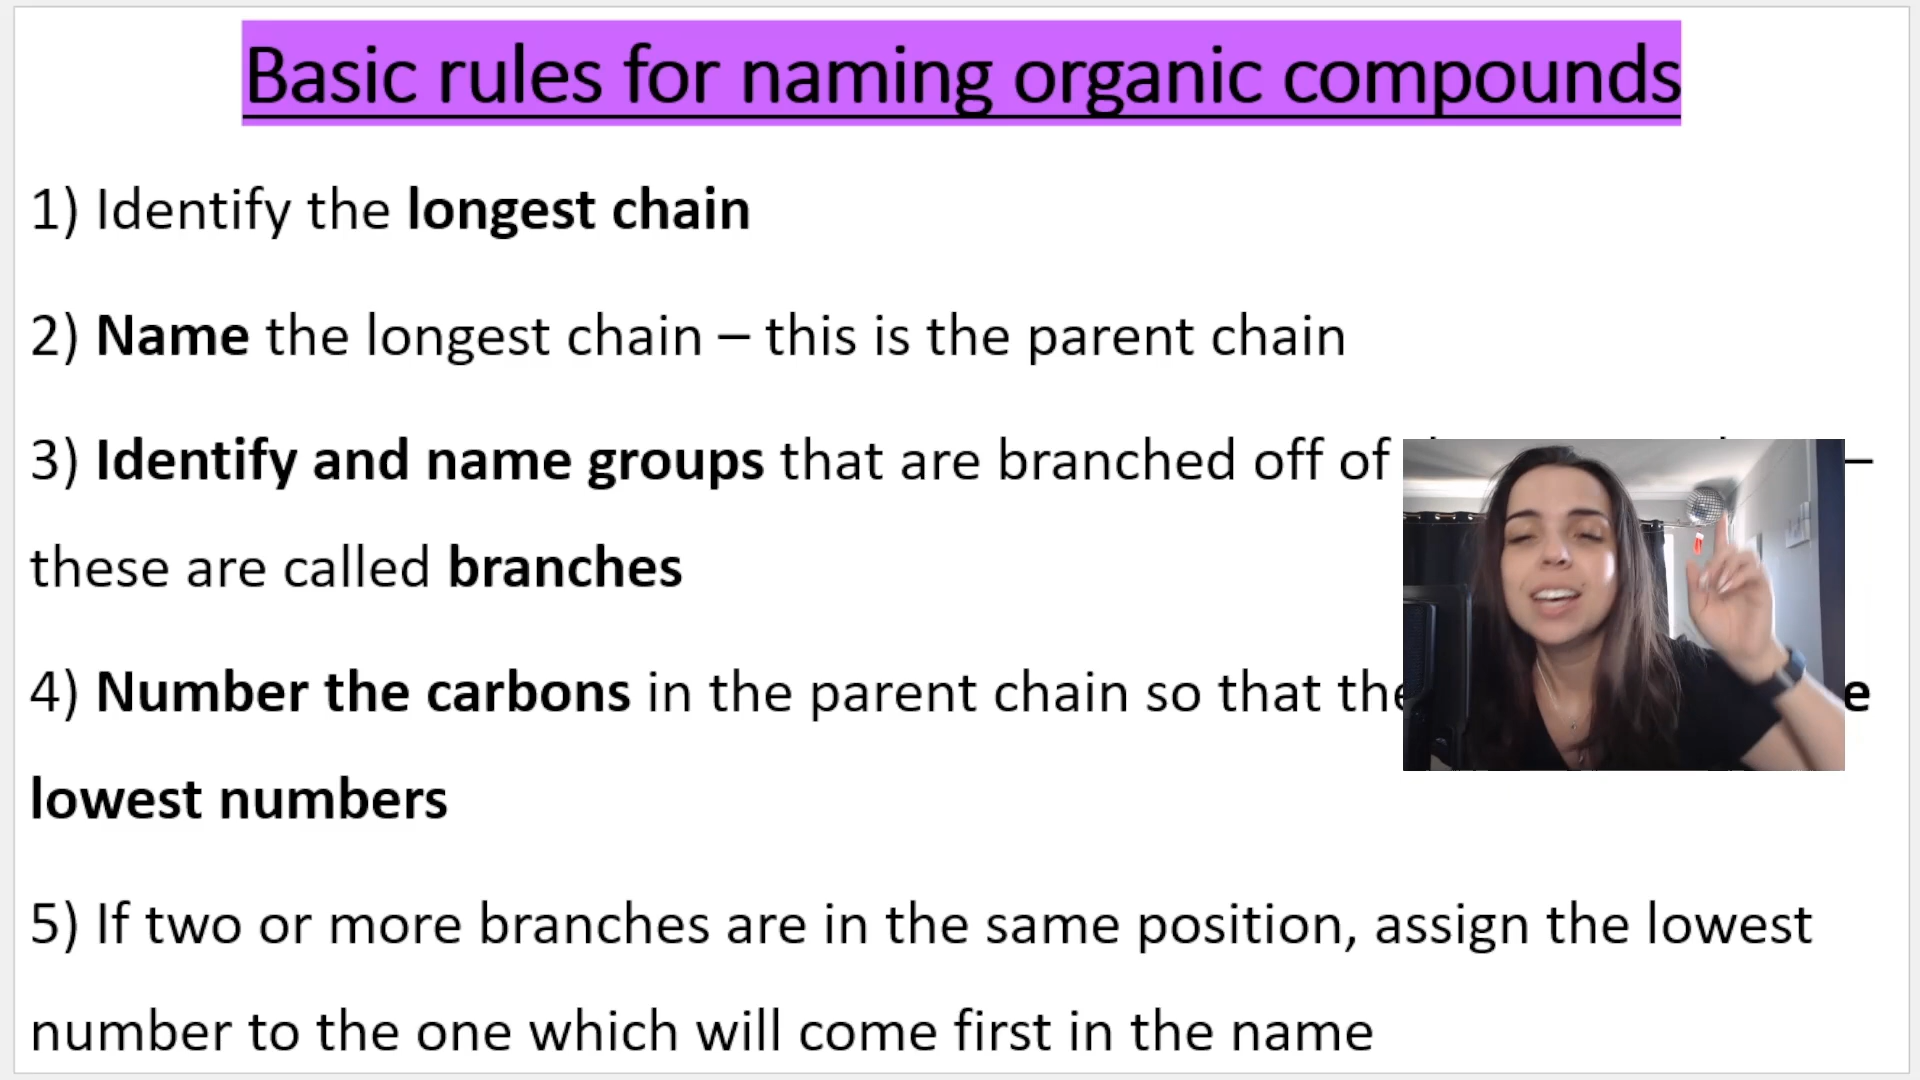 Basic rules for naming organic compounds
1) Identify the longest chain
2) Name the longest chain – this is the parent chain
3) Identify and name groups that are branched off of –
these are called branches
4) Number the carbons in the parent chain so that the
lowest numbers
5) If two or more branches are in the same position, assign the lowest
number to the one which will come first in the name